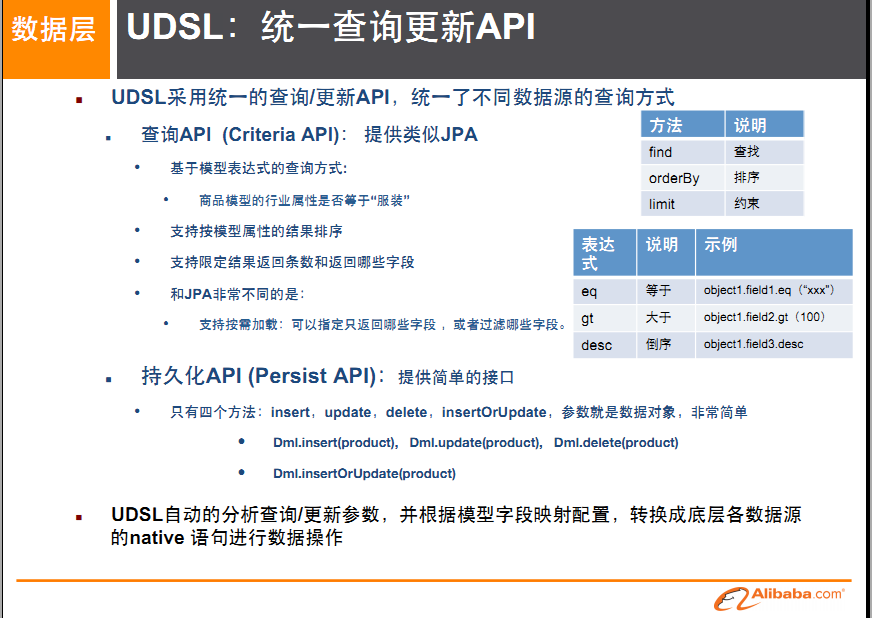 数据层
UDSL：统一查询更新API
UDSL采用统一的查询/更新API，统一了不同数据源的查询方式
查询API (Criteria API)： 提供类似JPA
基于模型表达式的查询方式:
商品模型的行业属性是否等于“服装”
支持按模型属性的结果排序
支持限定结果返回条数和返回哪些字段
和JPA非常不同的是：
支持按需加载：可以指定只返回哪些字段，或者过滤哪些字段。
方法 说明
find 查找
orderBy 排序
limit 约束
表达式 说明 示例
eq 等于 object1.field1.eq（“xxx”）
gt 大于 object1.field2.gt（100）
desc 倒序 object1.field3.desc
持久化API (Persist API)：提供简单的接口
只有四个方法：insert，update，delete，insertOrUpdate，参数就是数据对象，非常简单
Dml.insert(product)， Dml.update(product)， Dml.delete(product)
Dml.insertOrUpdate(product)
UDSL自动的分析查询/更新参数，并根据模型字段映射配置，转换成底层各数据源
的native 语句进行数据操作
Alibaba.com®